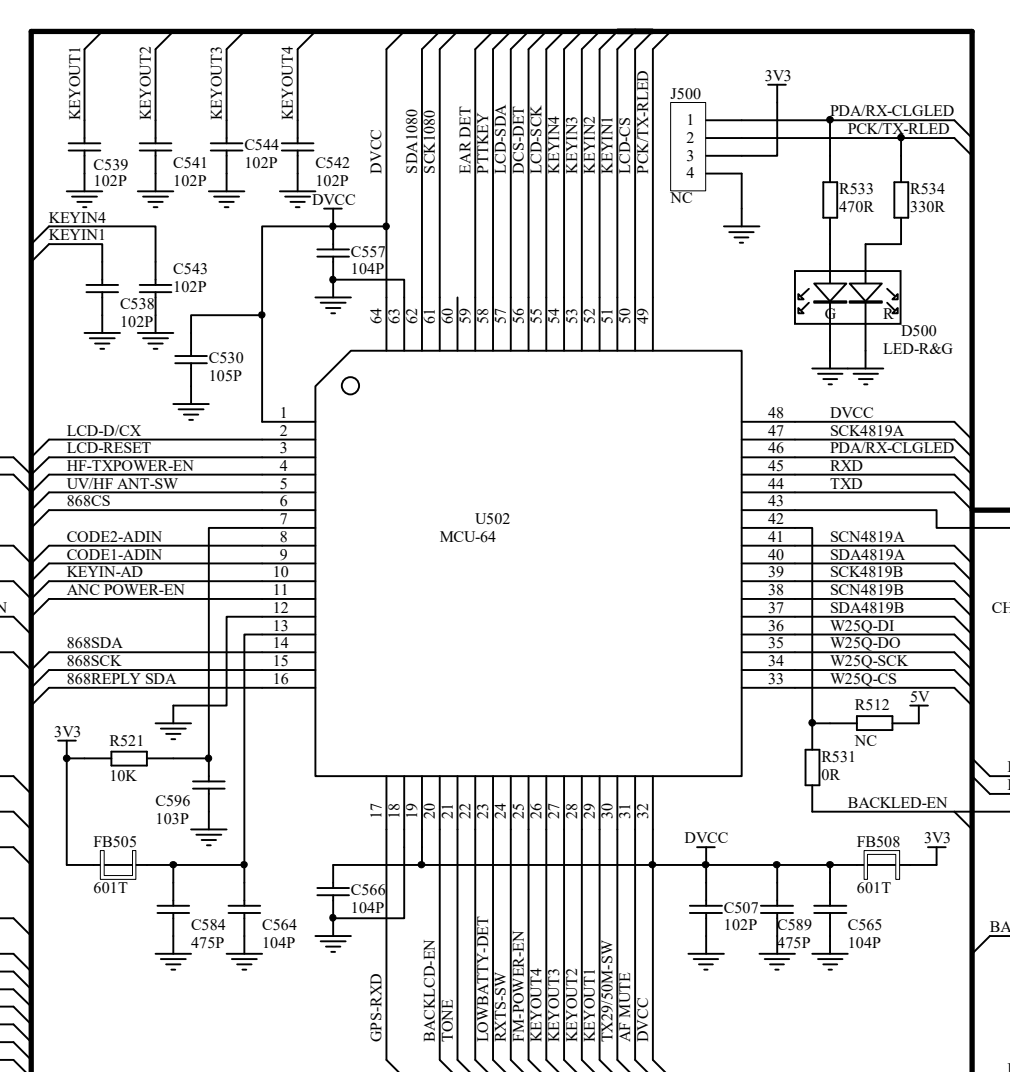 KEYOUT1
KEYOUT2
KEYOUT3
KEYOUT4
C539
102P
C541
102P
C544
102P
C542
102P
DVCC
SDA1080
SCK1080
EAR DET
PTTKEY
LCD-SDA
DCS-DET
LCD-SCK
KEYIN4
KEYIN3
KEYIN2
KEYIN1
LCD-CS
PCK/TX-RLED
J500
1
2
3
4
NC
3V3
PDA/RX-CLGLED
PCK/TX-RLED
R533
470R
R534
330R
G
R
D500
LED-R&G
KEYIN4
KEYIN1
C543
102P
C538
102P
DVCC
C557
104P
C530
105P
64
63
62
61
60
59
58
57
56
55
54
53
52
51
50
49
LCD-D/CX
LCD-RESET
HF-TXPOWER-EN
UV/HF ANT-SW
868CS
CODE2-ADIN
CODE1-ADIN
KEYIN-AD
ANC POWER-EN
868SDA
868SCK
868REPLY SDA
1
2
3
4
5
6
7
8
9
10
11
12
13
14
15
16
U502
MCU-64
48
47
46
45
44
43
42
41
40
39
38
37
36
35
34
33
DVCC
SCK4819A
PDA/RX-CLGLED
RXD
TXD
SCN4819A
SDA4819A
SCK4819B
SCN4819B
SDA4819B
W25Q-DI
W25Q-DO
W25Q-SCK
W25Q-CS
N
CH
R512
NC
5V
R531
0R
BACKLED-EN
3V3
R521
10K
C596
103P
FB505
601T
C584
475P
C564
104P
17
18
19
20
21
22
23
24
25
26
27
28
29
30
31
32
C566
104P
GPS-RXD
BACKLCD-EN
TONE
LOWBATTY-DET
RXTS-SW
FM-POWER-EN
KEYOUT4
KEYOUT3
KEYOUT2
KEYOUT1
TX29/50M-SW
AF MUTE
DVCC
DVCC
FB508
601T
3V3
C507
102P
C589
475P
C565
104P
BA